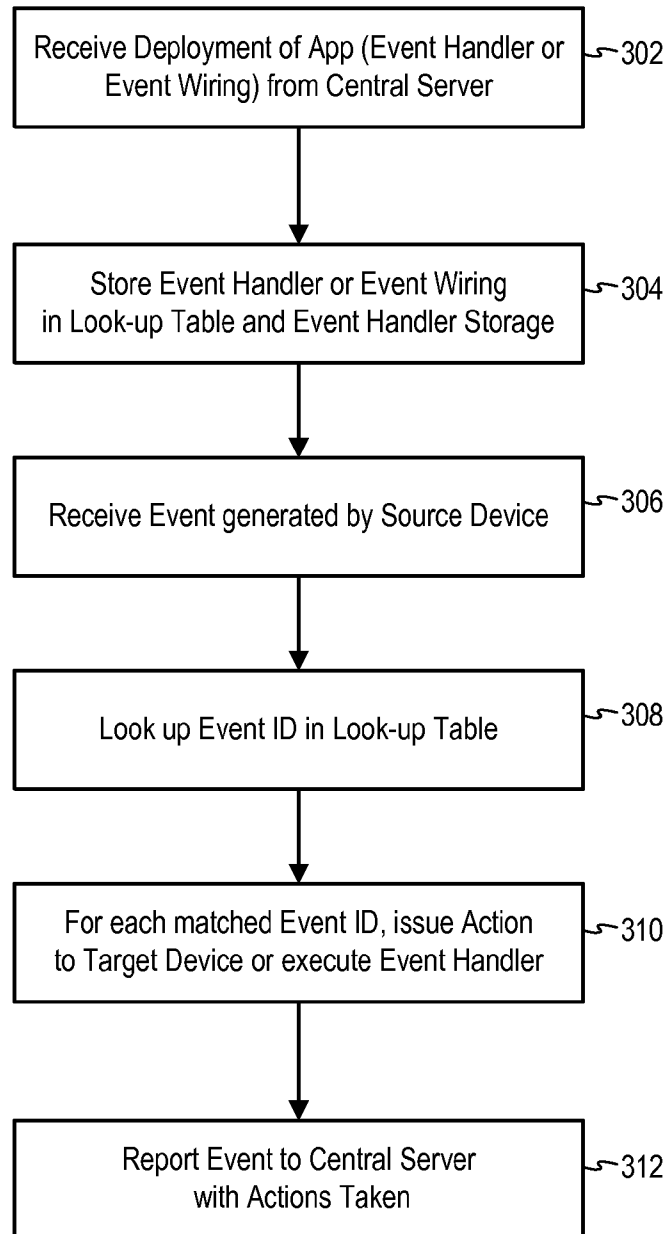 Receive Deployment of App (Event Handler or
Event Wiring) from Central Server
302
Store Event Handler or Event Wiring
in Look-up Table and Event Handler Storage
304
Receive Event generated by Source Device
306
Look up Event ID in Look-up Table
308
For each matched Event ID, issue Action
to Target Device or execute Event Handler
310
Report Event to Central Server
with Actions Taken
312